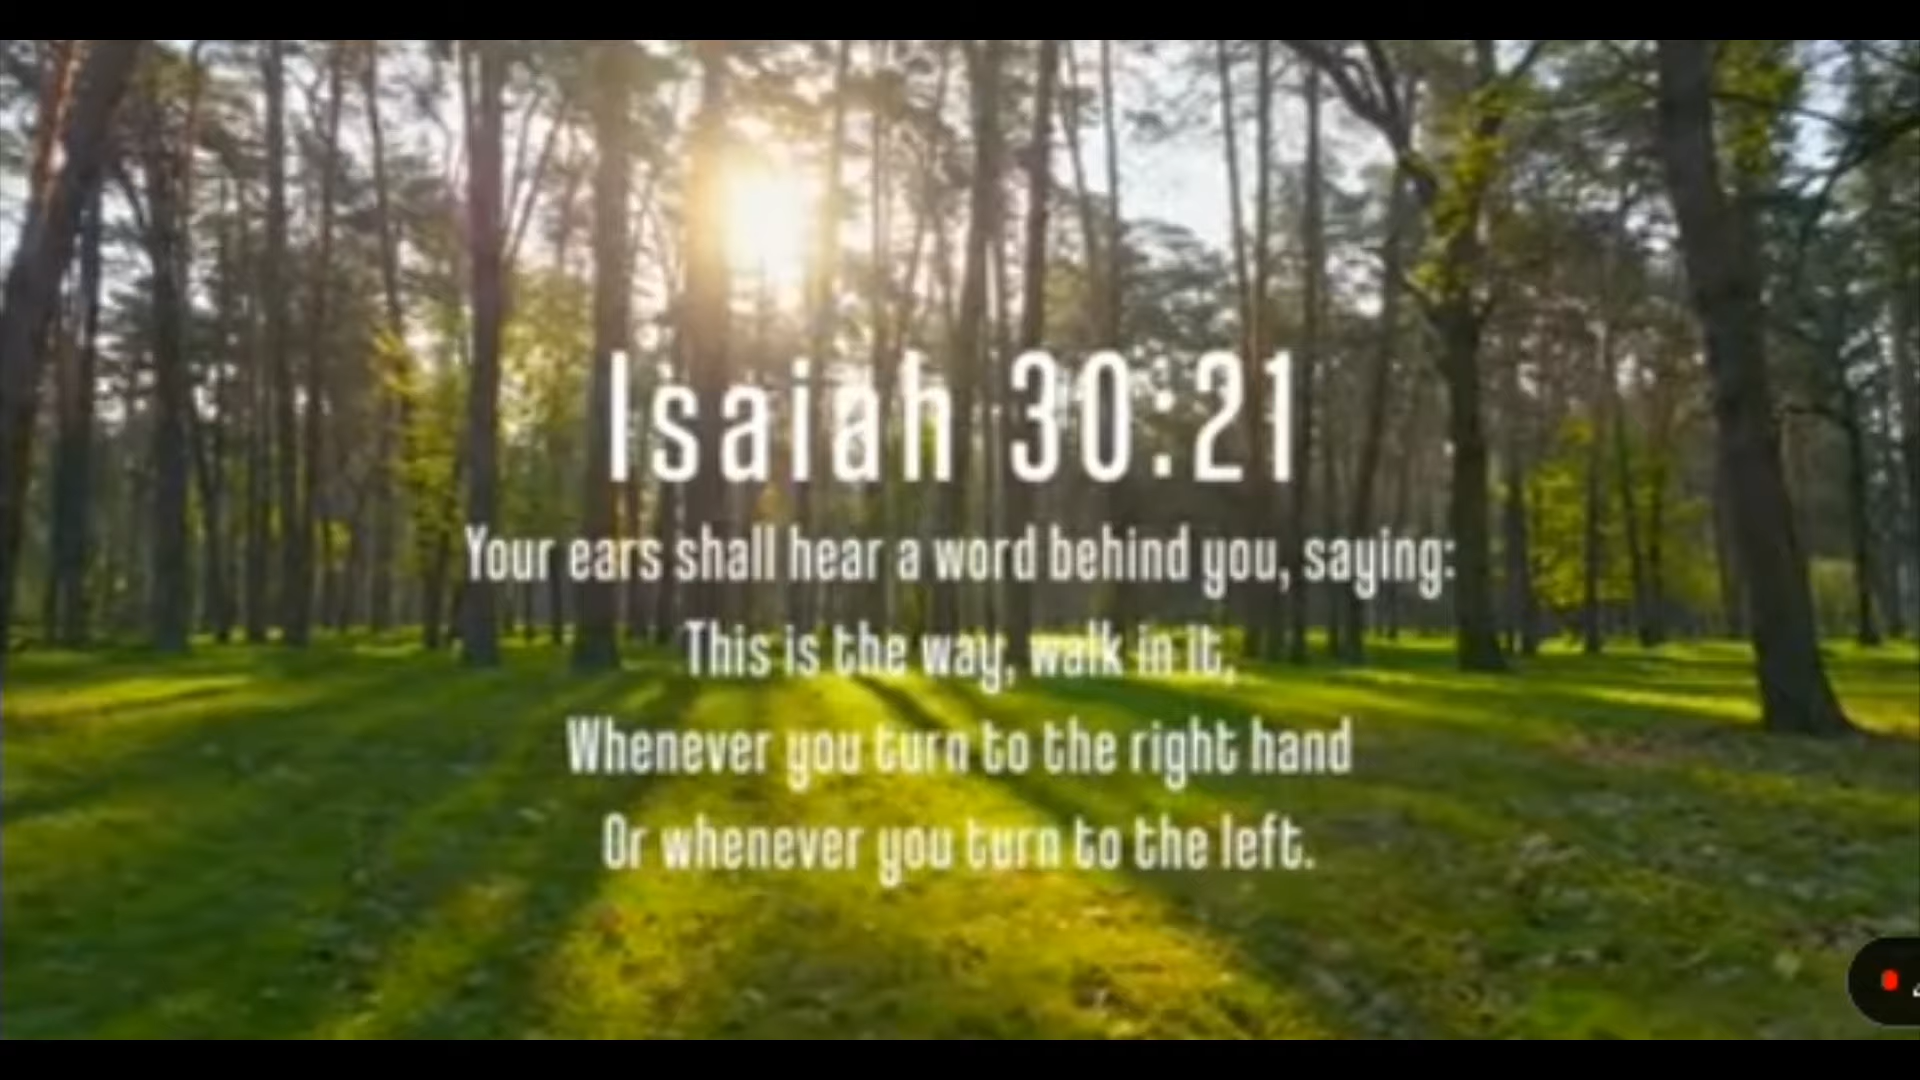 Isaiah 30:21
Your ears shall hear a word behind you, saying:
This is the way, walk in it,
Whenever you turn to the right hand
Or whenever you turn to the left.